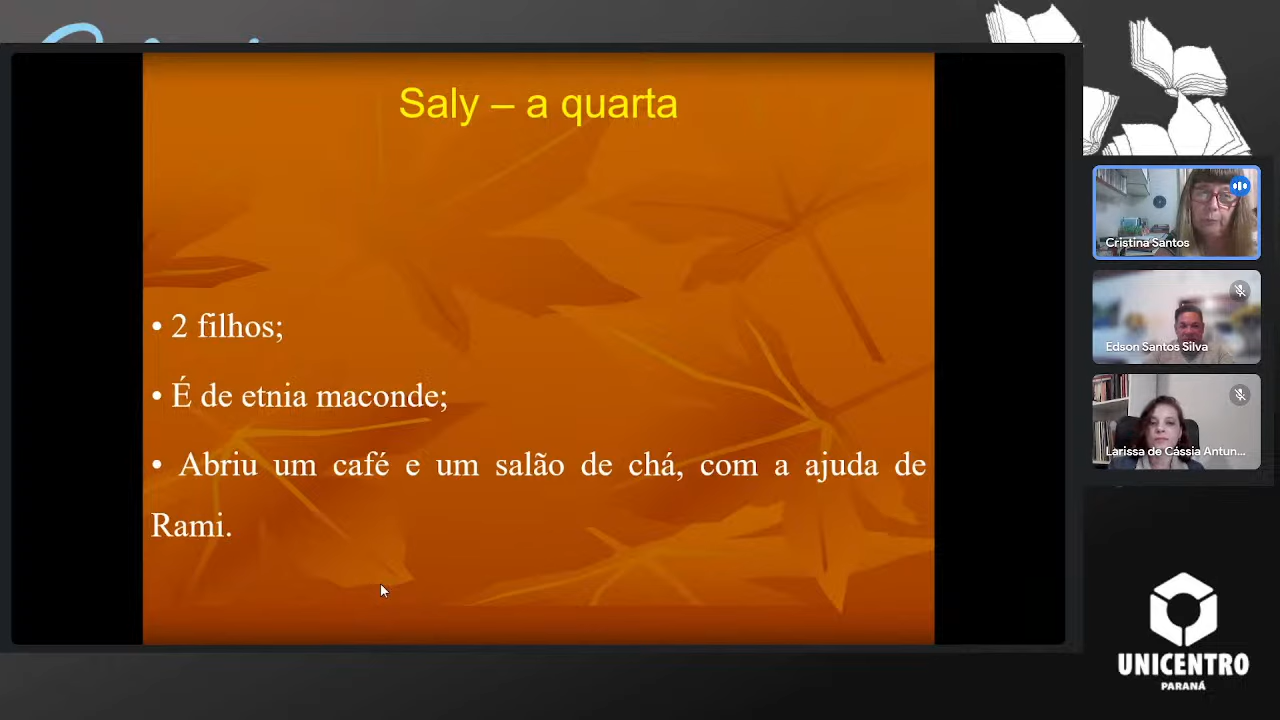 Saly – a quarta
• 2 filhos;
• É de etnia maconde;
• Abriu um café e um salão de chá, com a ajuda de
Rami.
Cristina Santos
Edson Santos Silva
Larissa de Cássia Antun...
UNICENTRO
PARANÁ